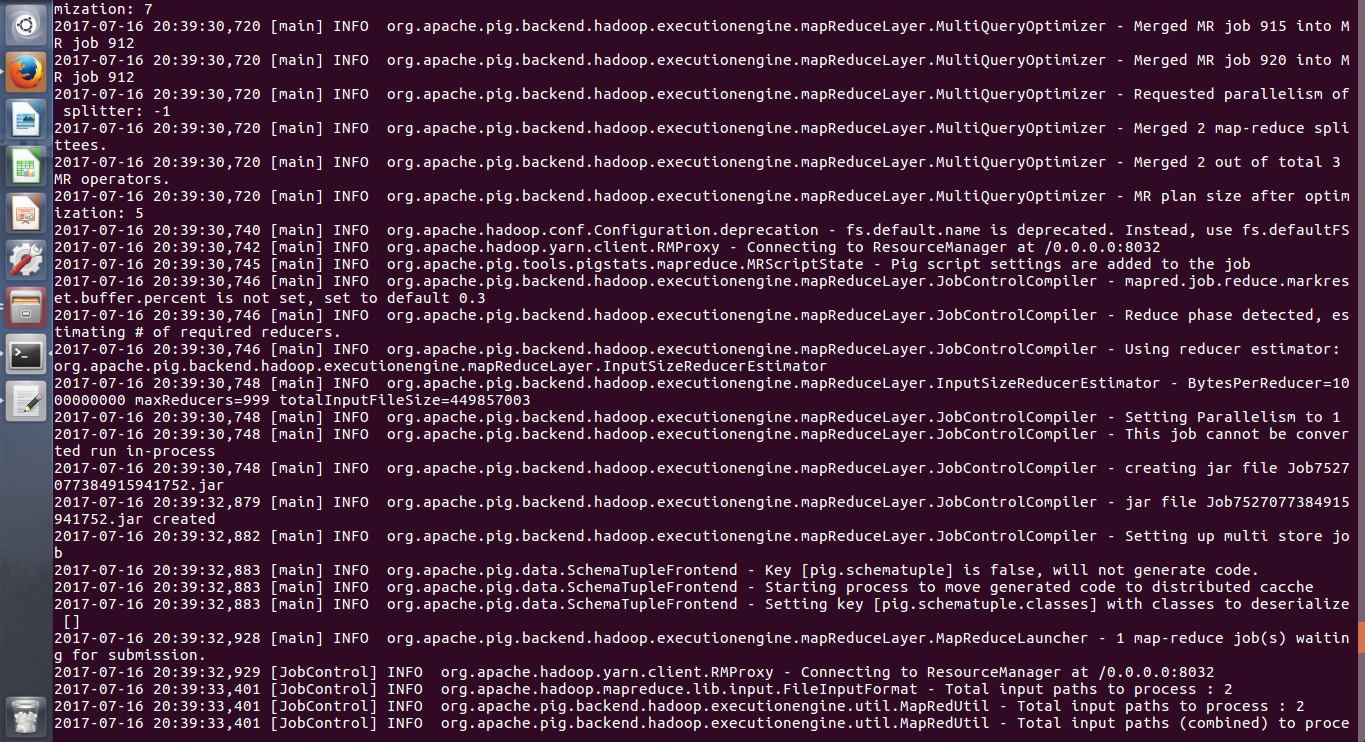 mization: 7
2017-07-16 20:39:30,720 [main] INFO  org.apache.pig.backend.hadoop.executionengine.mapReduceLayer.MultiQueryOptimizer - Merged MR job 915 into M
R job 912
2017-07-16 20:39:30,720 [main] INFO  org.apache.pig.backend.hadoop.executionengine.mapReduceLayer.MultiQueryOptimizer - Merged MR job 920 into M
R job 912
2017-07-16 20:39:30,720 [main] INFO  org.apache.pig.backend.hadoop.executionengine.mapReduceLayer.MultiQueryOptimizer - Requested parallelism of
 splitter: -1
2017-07-16 20:39:30,720 [main] INFO  org.apache.pig.backend.hadoop.executionengine.mapReduceLayer.MultiQueryOptimizer - Merged 2 map-reduce spli
ttees.
2017-07-16 20:39:30,720 [main] INFO  org.apache.pig.backend.hadoop.executionengine.mapReduceLayer.MultiQueryOptimizer - Merged 2 out of total 3
MR operators.
2017-07-16 20:39:30,720 [main] INFO  org.apache.pig.backend.hadoop.executionengine.mapReduceLayer.MultiQueryOptimizer - MR plan size after optim
ization: 5
2017-07-16 20:39:30,740 [main] INFO  org.apache.hadoop.conf.Configuration.deprecation - fs.default.name is deprecated. Instead, use fs.defaultFS
2017-07-16 20:39:30,742 [main] INFO  org.apache.hadoop.yarn.client.RMProxy - Connecting to ResourceManager at /0.0.0.0:8032
2017-07-16 20:39:30,745 [main] INFO  org.apache.pig.tools.pigstats.mapreduce.MRScriptState - Pig script settings are added to the job
2017-07-16 20:39:30,746 [main] INFO  org.apache.pig.backend.hadoop.executionengine.mapReduceLayer.JobControlCompiler - mapred.job.reduce.markres
et.buffer.percent is not set, set to default 0.3
2017-07-16 20:39:30,746 [main] INFO  org.apache.pig.backend.hadoop.executionengine.mapReduceLayer.JobControlCompiler - Reduce phase detected, es
timating # of required reducers.
2017-07-16 20:39:30,746 [main] INFO  org.apache.pig.backend.hadoop.executionengine.mapReduceLayer.JobControlCompiler - Using reducer estimator:
org.apache.pig.backend.hadoop.executionengine.mapReduceLayer.InputSizeReducerEstimator
2017-07-16 20:39:30,748 [main] INFO  org.apache.pig.backend.hadoop.executionengine.mapReduceLayer.InputSizeReducerEstimator - BytesPerReducer=10
00000000 maxReducers=999 totalInputFileSize=449857003
2017-07-16 20:39:30,748 [main] INFO  org.apache.pig.backend.hadoop.executionengine.mapReduceLayer.JobControlCompiler - Setting Parallelism to 1
2017-07-16 20:39:30,748 [main] INFO  org.apache.pig.backend.hadoop.executionengine.mapReduceLayer.JobControlCompiler - This job cannot be conver
ted run in-process
2017-07-16 20:39:30,748 [main] INFO  org.apache.pig.backend.hadoop.executionengine.mapReduceLayer.JobControlCompiler - creating jar file Job7527
077384915941752.jar
2017-07-16 20:39:32,879 [main] INFO  org.apache.pig.backend.hadoop.executionengine.mapReduceLayer.JobControlCompiler - jar file Job7527077384915
941752.jar created
2017-07-16 20:39:32,882 [main] INFO  org.apache.pig.backend.hadoop.executionengine.mapReduceLayer.JobControlCompiler - Setting up multi store jo
b
2017-07-16 20:39:32,883 [main] INFO  org.apache.pig.data.SchemaTupleFrontend - Key [pig.schematuple] is false, will not generate code.
2017-07-16 20:39:32,883 [main] INFO  org.apache.pig.data.SchemaTupleFrontend - Starting process to move generated code to distributed cacche
2017-07-16 20:39:32,883 [main] INFO  org.apache.pig.data.SchemaTupleFrontend - Setting key [pig.schematuple.classes] with classes to deserialize
 []
2017-07-16 20:39:32,928 [main] INFO  org.apache.pig.backend.hadoop.executionengine.mapReduceLayer.MapReduceLauncher - 1 map-reduce job(s) waitin
g for submission.
2017-07-16 20:39:32,929 [JobControl] INFO  org.apache.hadoop.yarn.client.RMProxy - Connecting to ResourceManager at /0.0.0.0:8032
2017-07-16 20:39:33,401 [JobControl] INFO  org.apache.hadoop.mapreduce.lib.input.FileInputFormat - Total input paths to process : 2
2017-07-16 20:39:33,401 [JobControl] INFO  org.apache.pig.backend.hadoop.executionengine.util.MapRedUtil - Total input paths to process : 2
2017-07-16 20:39:33,401 [JobControl] INFO  org.apache.pig.backend.hadoop.executionengine.util.MapRedUtil - Total input paths (combined) to proce